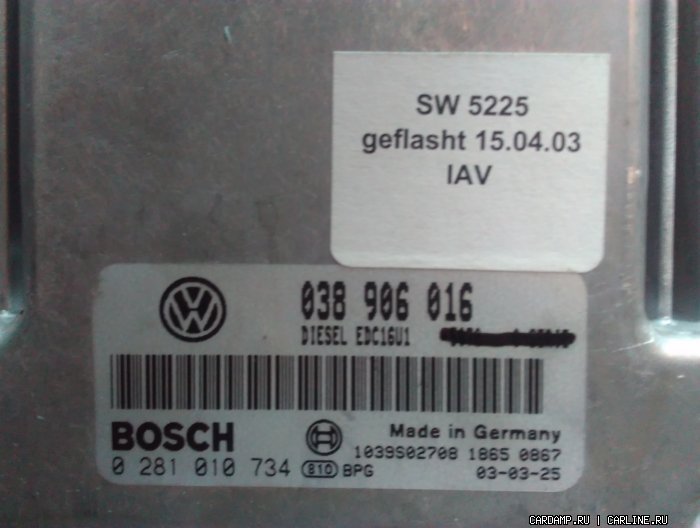 SW 5225
geflasht 15.04.03
IAV
038 906 016
DIESEL EDC16U1
BOSCH
Made in Germany
1039S02708 1865 0867
0 281 010 734 810 BPG 03-03-25
CARDAMP.RU | CARLINE.RU